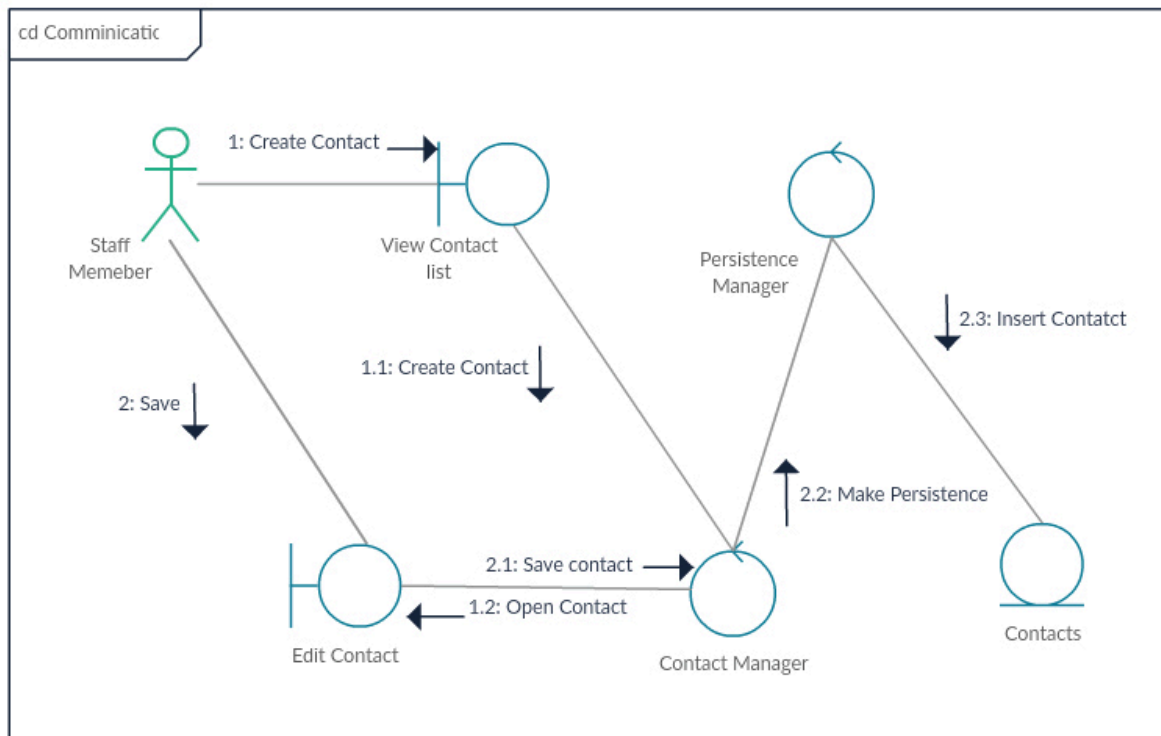 cd Comminicatic
1: Create Contact
Staff
Memeber
View Contact
list
Persistence
Manager
2.3: Insert Contatct
1.1: Create Contact
2: Save
2.2: Make Persistence
2.1: Save contact
1.2: Open Contact
Edit Contact
Contact Manager
Contacts